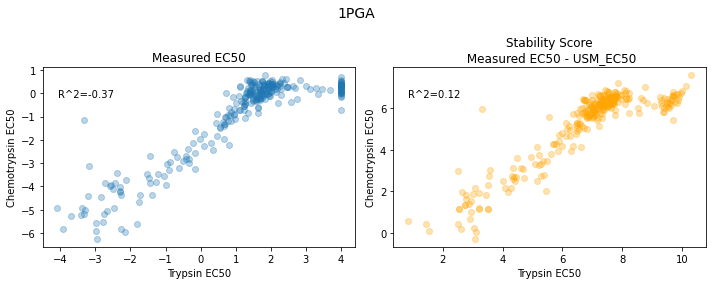 1PGA
Measured EC50
R^2=-0.37
Chemotrypsin EC50
1
0
−1
−2
−3
−4
−5
−6
−4
−3
−2
−1
0
1
2
3
4
Trypsin EC50
Stability Score
Measured EC50 - USM_EC50
R^2=0.12
Chemotrypsin EC50
6
4
2
0
2
4
6
8
10
Trypsin EC50